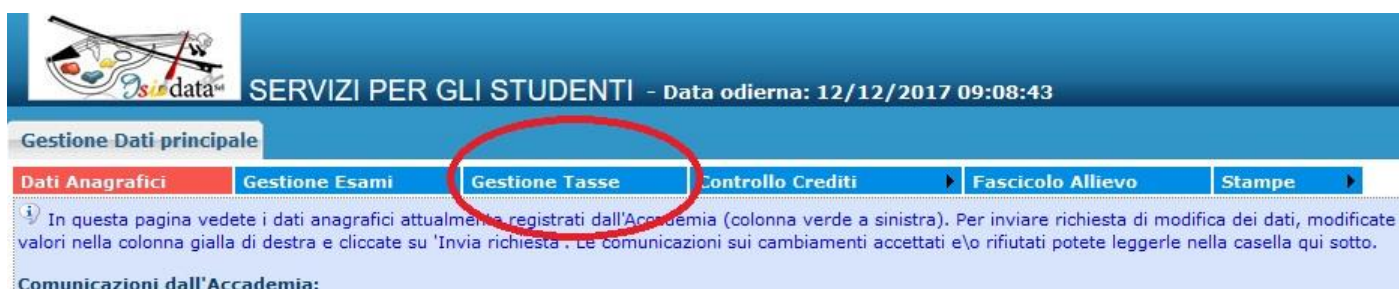 Isidata Srl
SERVIZI PER GLI STUDENTI - Data odierna: 12/12/2017 09:08:43
Gestione Dati principale
Dati Anagrafici Gestione Esami Gestione Tasse Controllo Crediti Fascicolo Allievo Stampe
In questa pagina vedete i dati anagrafici attualmente registrati dall'Accademia (colonna verde a sinistra). Per inviare richiesta di modifica dei dati, modificate
valori nella colonna gialla di destra e cliccate su 'Invia richiesta'. Le comunicazioni sui cambiamenti accettati e\o rifiutati potete leggerle nella casella qui sotto.
Comunicazioni dall'Accademia: